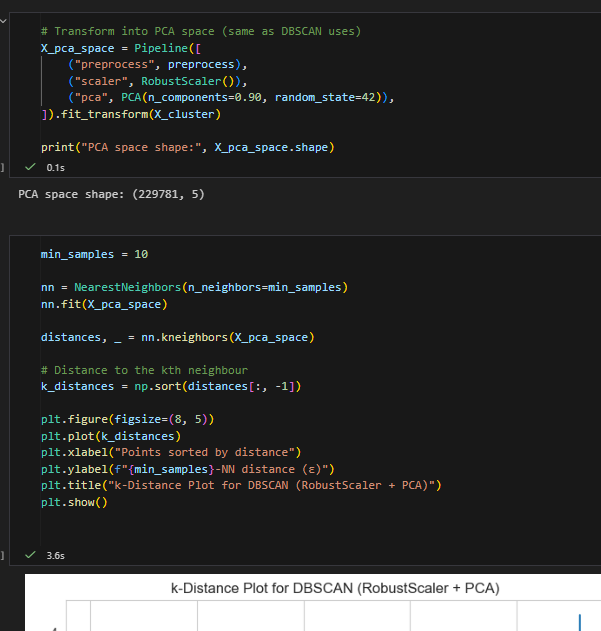 # Transform into PCA space (same as DBSCAN uses)
X_pca_space = Pipeline([
    ("preprocess", preprocess),
    ("scaler", RobustScaler()),
    ("pca", PCA(n_components=0.90, random_state=42)),
]).fit_transform(X_cluster)

print("PCA space shape:", X_pca_space.shape)
] ✓ 0.1s
PCA space shape: (229781, 5)
min_samples = 10

nn = NearestNeighbors(n_neighbors=min_samples)
nn.fit(X_pca_space)

distances, _ = nn.kneighbors(X_pca_space)

# Distance to the kth neighbour
k_distances = np.sort(distances[:, -1])

plt.figure(figsize=(8, 5))
plt.plot(k_distances)
plt.xlabel("Points sorted by distance")
plt.ylabel(f"{min_samples}-NN distance (ε)")
plt.title("k-Distance Plot for DBSCAN (RobustScaler + PCA)")
plt.show()
] ✓ 3.6s
k-Distance Plot for DBSCAN (RobustScaler + PCA)